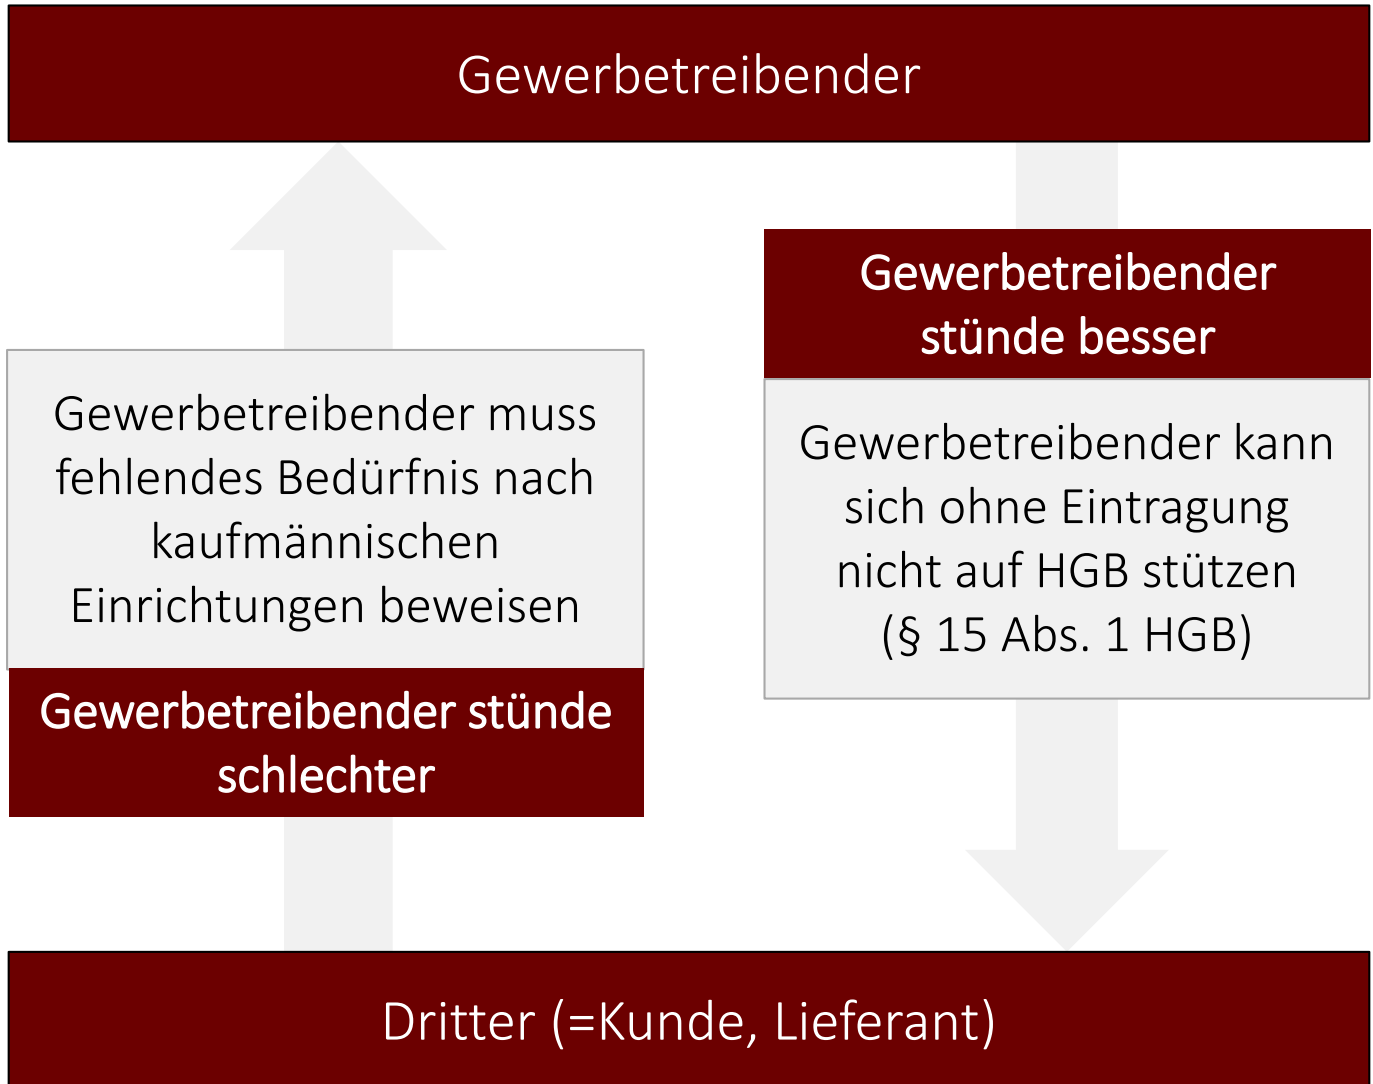 Gewerbetreibender
Gewerbetreibender muss
fehlendes Bedürfnis nach
kaufmännischen
Einrichtungen beweisen
Gewerbetreibender stünde
schlechter
Gewerbetreibender
stünde besser
Gewerbetreibender kann
sich ohne Eintragung
nicht auf HGB stützen
(§ 15 Abs. 1 HGB)
Dritter (=Kunde, Lieferant)